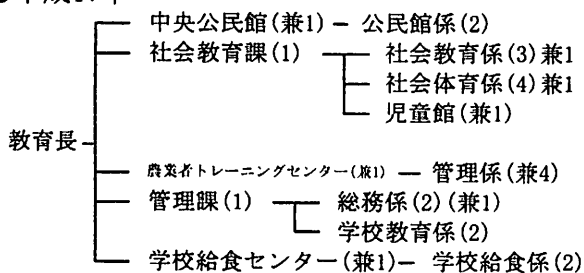 中央公民館(兼1) ― 公民館係(2)
社会教育課(1) 社会教育係(3)兼1
社会体育係(4)兼1
児童館(兼1)
教育長
農業者トレーニングセンター(兼1) ― 管理係(兼4)
管理課(1) 総務係(2)(兼1)
学校教育係(2)
学校給食センター(兼1)― 学校給食係(2)